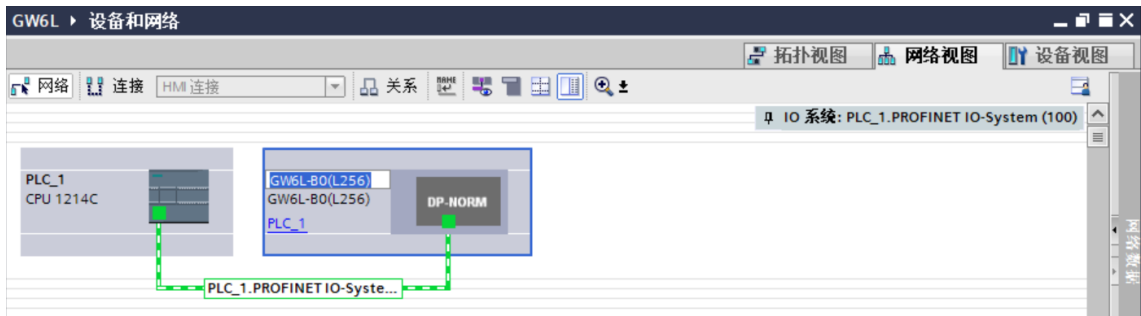 GW6L ▸ 设备和网络
拓扑视图 网络视图 设备视图
网络 连接 HMI 连接 关系
IO 系统: PLC_1.PROFINET IO-System (100)
PLC_1
CPU 1214C
GW6L-B0(L256)
GW6L-B0(L256)
PLC_1
DP-NORM
PLC_1.PROFINET IO-Syste...